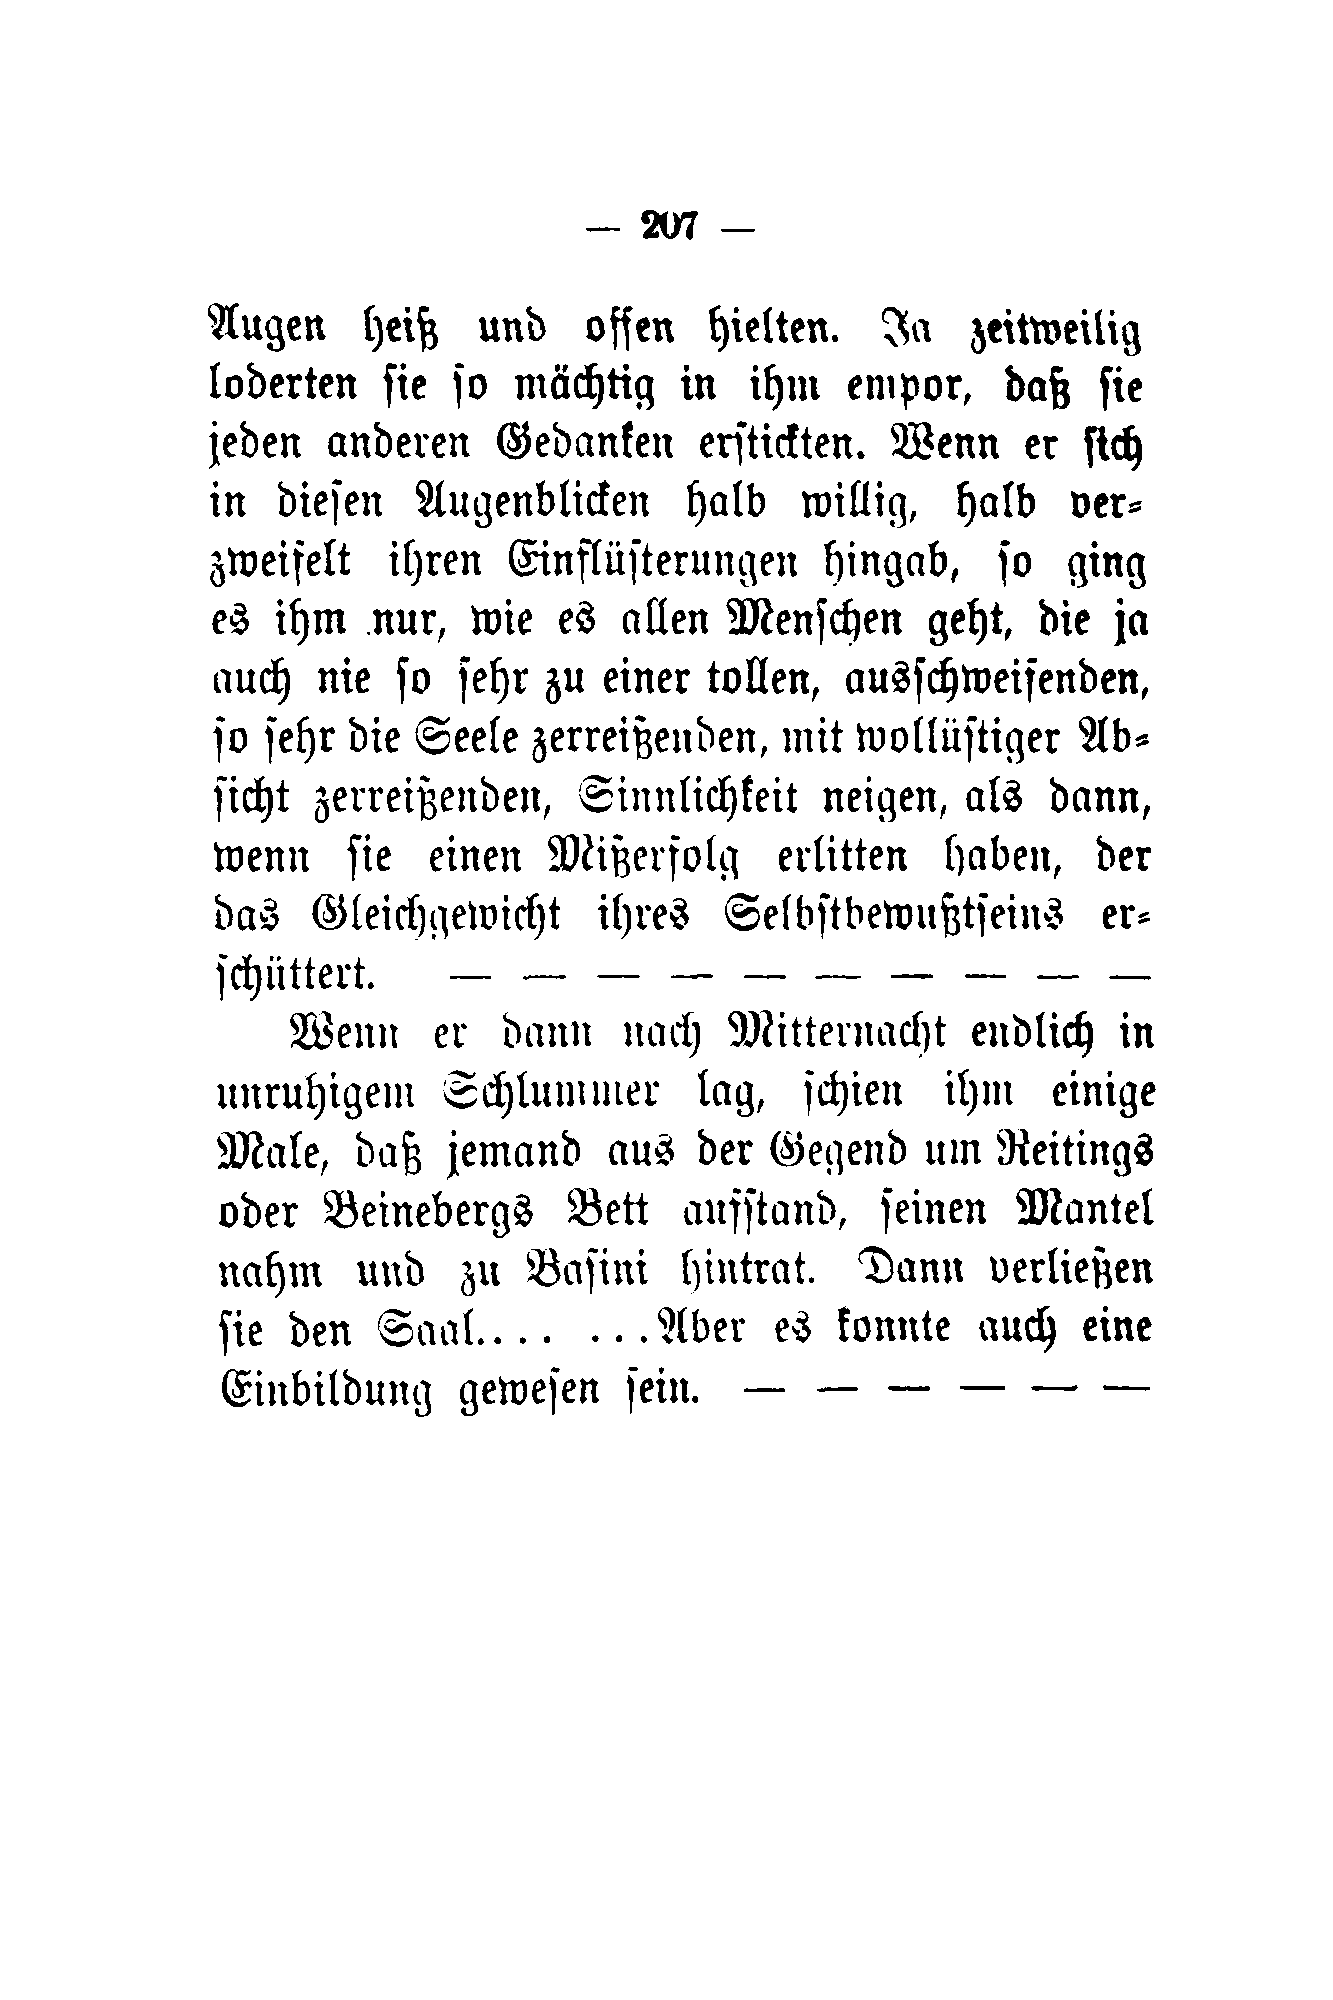 — 207 —
Augen heiß und offen hielten. Ja zeitweilig
loderten sie so mächtig in ihm empor, daß sie
jeden anderen Gedanken erstickten. Wenn er sich
in diesen Augenblicken halb willig, halb ver-
zweifelt ihren Einflüsterungen hingab, so ging
es ihm nur, wie es allen Menschen geht, die ja
auch nie so sehr zu einer tollen, ausschweifenden,
so sehr die Seele zerreißenden, mit wollüstiger Ab-
sicht zerreißenden, Sinnlichkeit neigen, als dann,
wenn sie einen Mißerfolg erlitten haben, der
das Gleichgewicht ihres Selbstbewußtseins er-
schüttert. — — — — — — — — — —
Wenn er dann nach Mitternacht endlich in
unruhigem Schlummer lag, schien ihm einige
Male, daß jemand aus der Gegend um Reitings
oder Beinebergs Bett aufstand, seinen Mantel
nahm und zu Basini hintrat. Dann verließen
sie den Saal.... ...Aber es konnte auch eine
Einbildung gewesen sein. — — — — — —